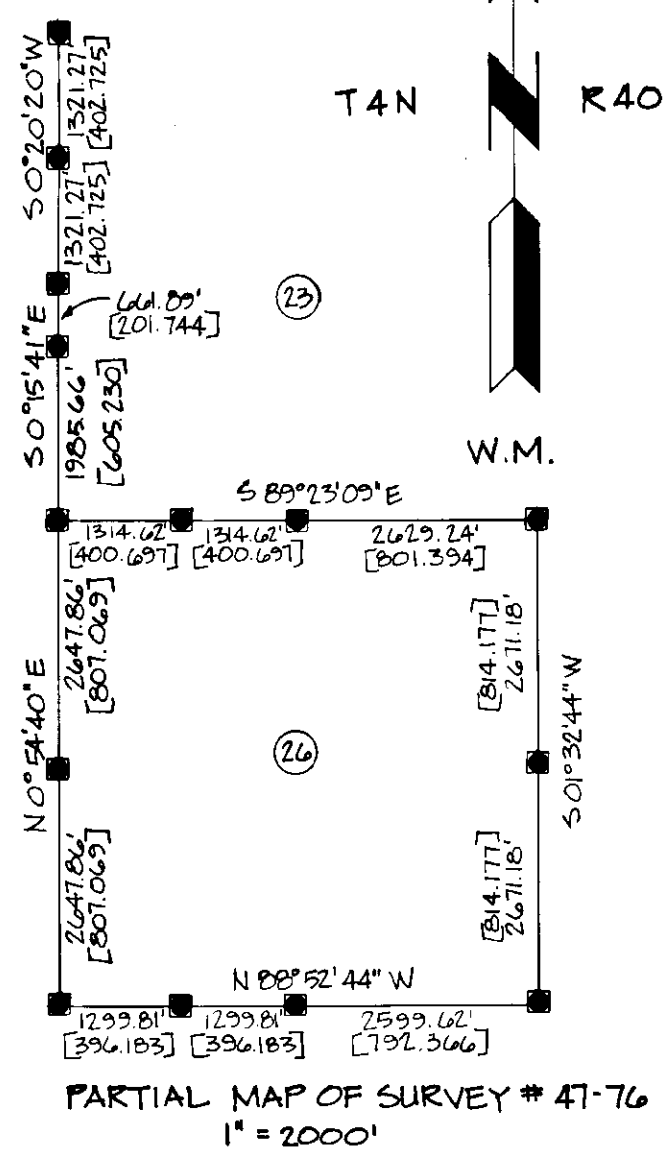 T4N
R40
S0°20'20"W
1321.27'
[402.725]
1321.27'
[402.725]
661.89'
[201.744]
23
S0°15'41"E
1985.66'
[605.230]
W.M.
S 89°23'09"E
1314.62'
[400.697]
1314.62'
[400.697]
2629.24'
[801.394]
2647.86'
[807.069]
[814.177]
2671.18'
N0°54'40"E
26
S01°32'44"W
2647.86'
[807.069]
[814.177]
2671.18'
N 88°52'44" W
1299.81'
[396.183]
1299.81'
[396.183]
2599.62'
[792.366]
PARTIAL MAP OF SURVEY # 47-76
1" = 2000'